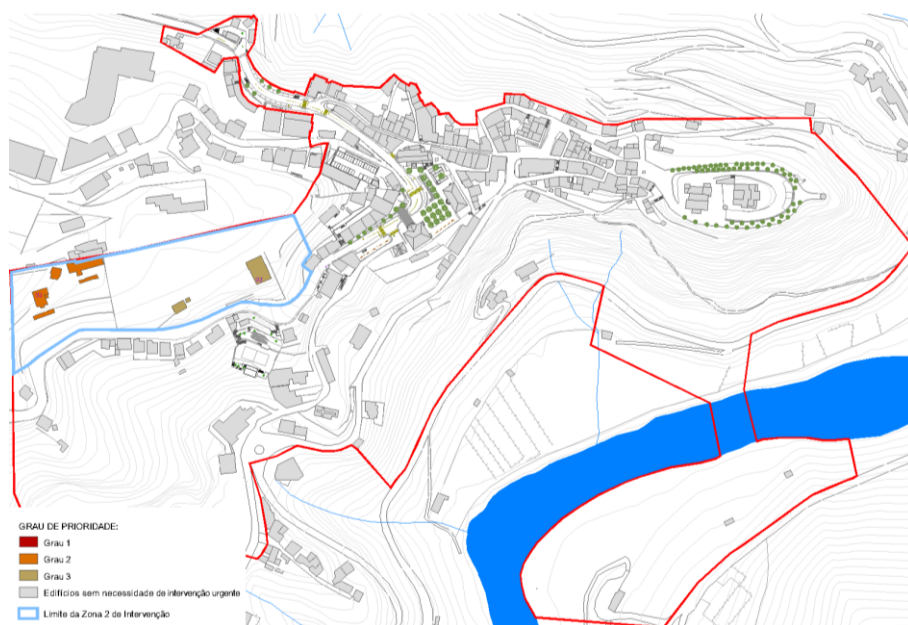 GRAU DE PRIORIDADE:
Grau 1
Grau 2
Grau 3
Edifícios sem necessidade de intervenção urgente
Limite da Zona 2 de Intervenção